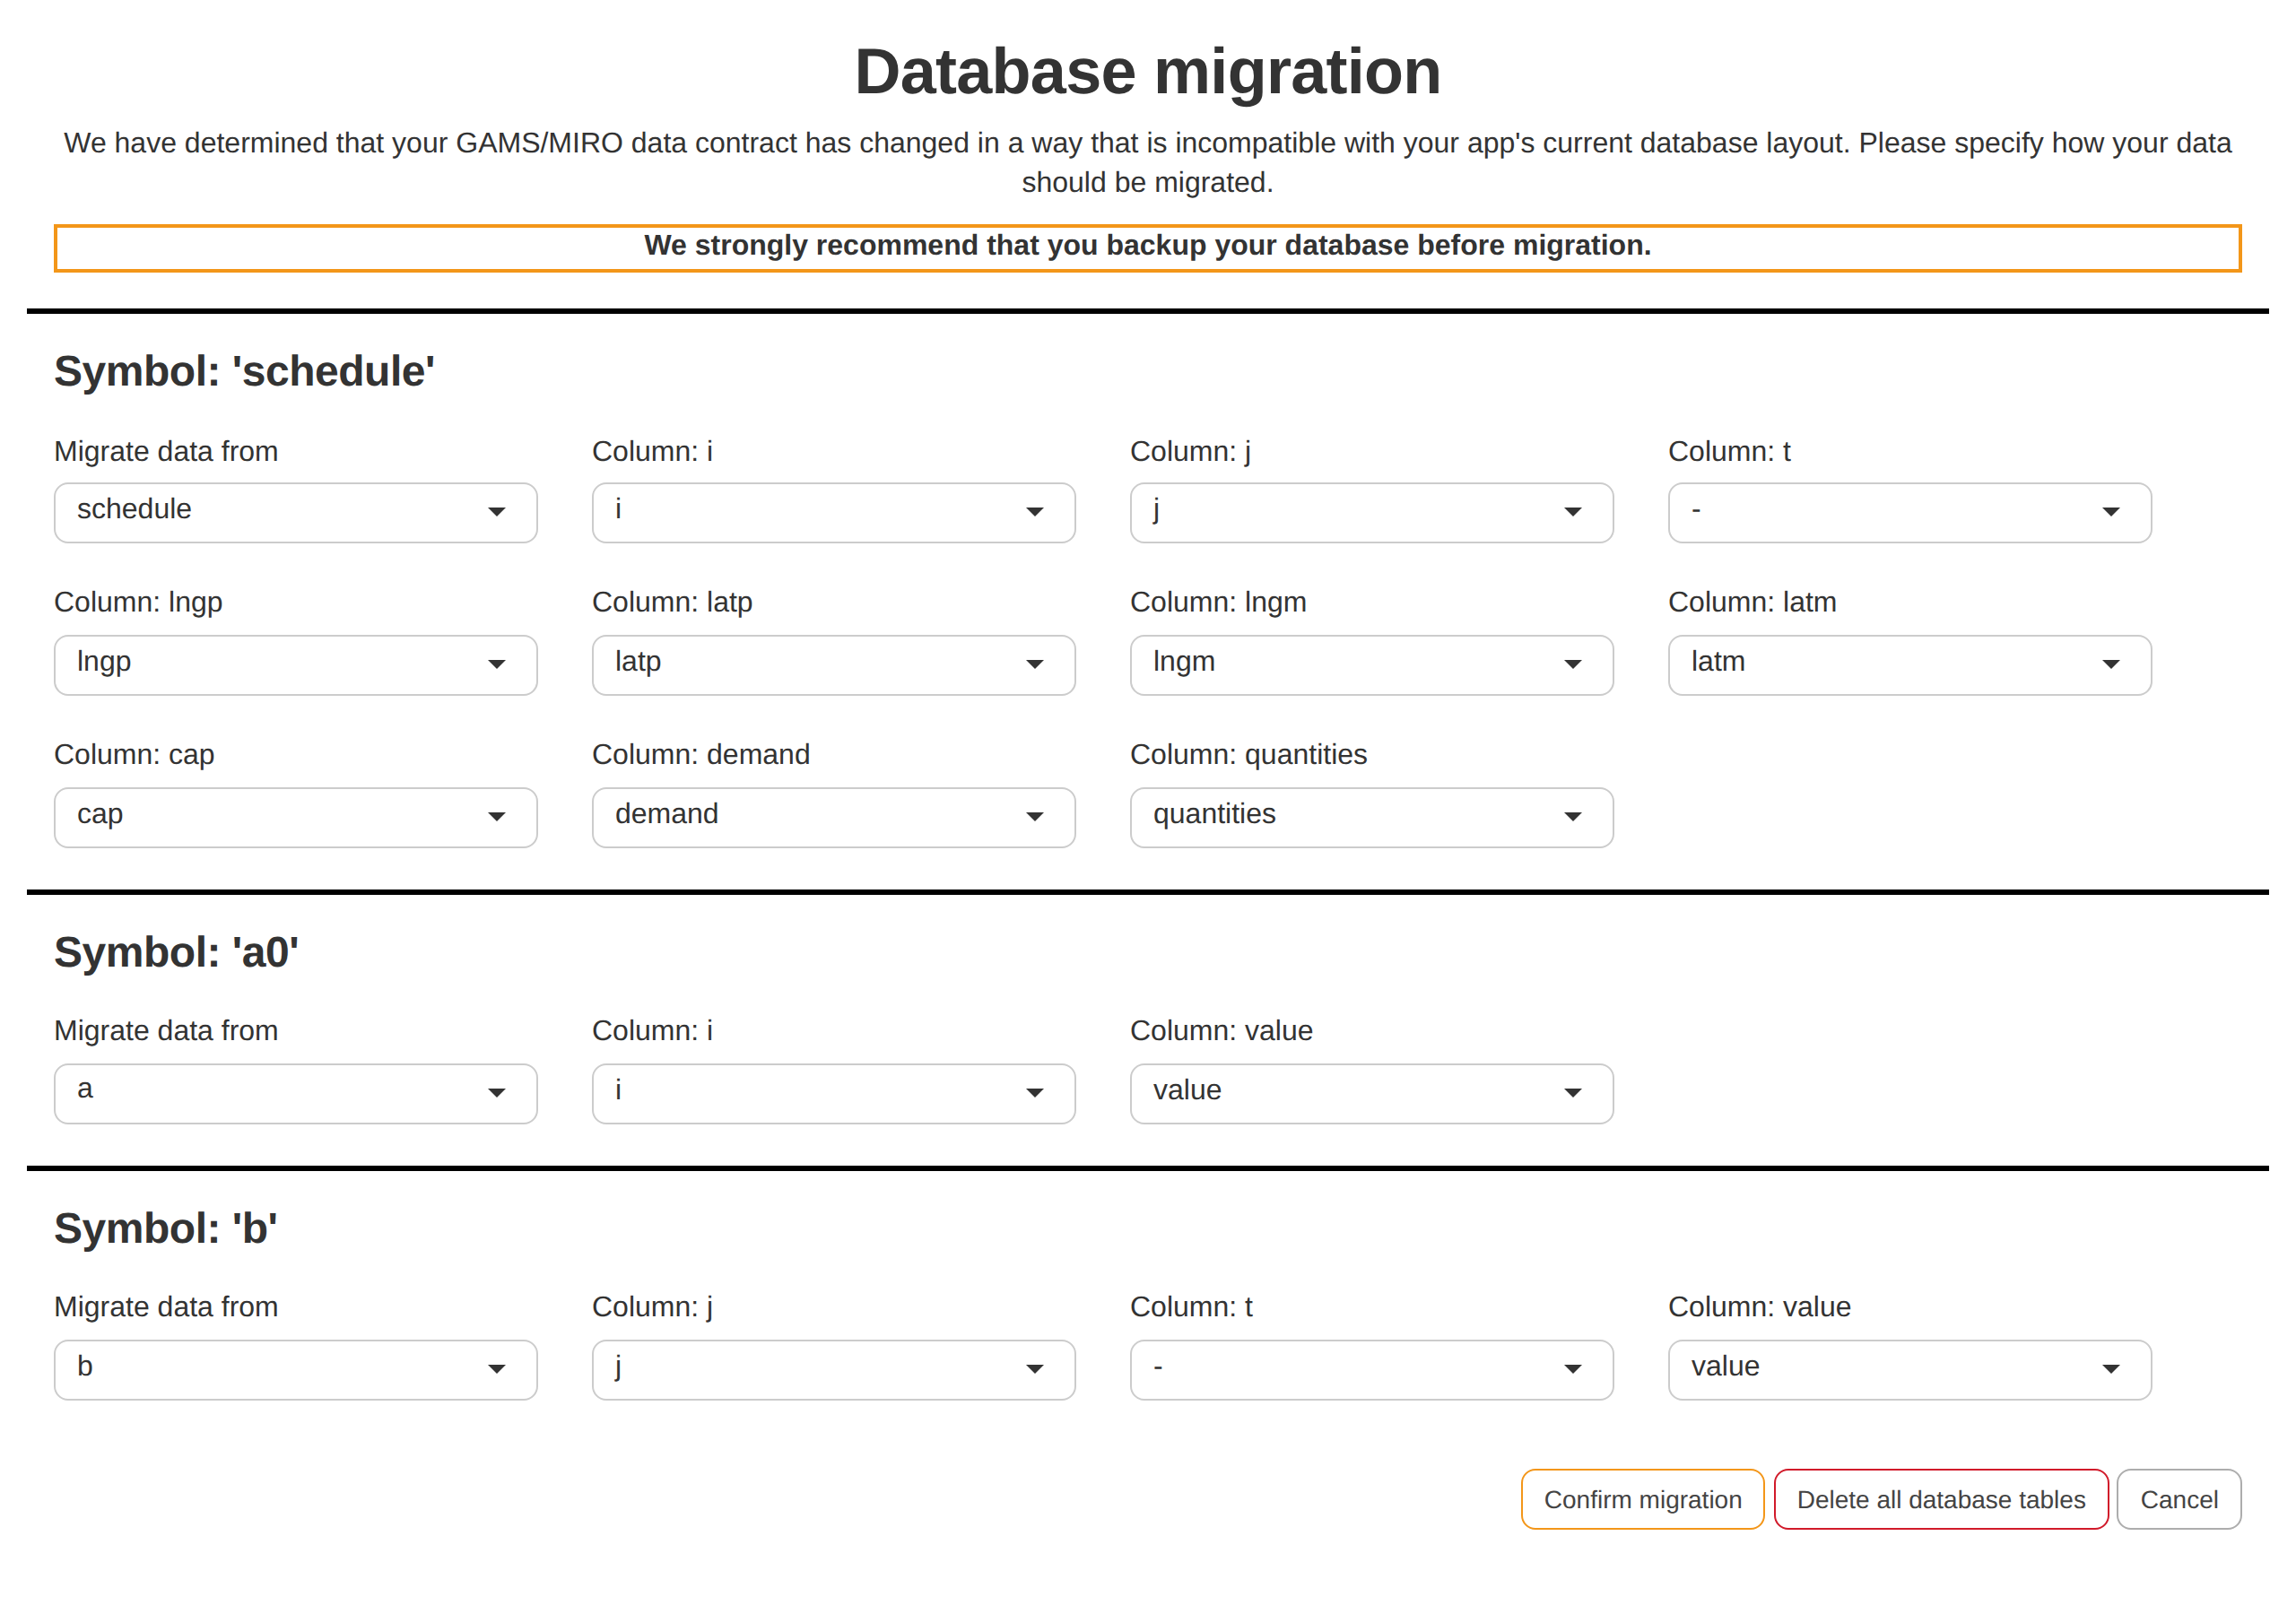 Database migration
We have determined that your GAMS/MIRO data contract has changed in a way that is incompatible with your app's current database layout. Please specify how your data
should be migrated.
We strongly recommend that you backup your database before migration.
Symbol: 'schedule'
Migrate data from Column: i Column: j Column: t
schedule i j -
Column: lngp Column: latp Column: lngm Column: latm
lngp latp lngm latm
Column: cap Column: demand Column: quantities
cap demand quantities
Symbol: 'a0'
Migrate data from Column: i Column: value
a i value
Symbol: 'b'
Migrate data from Column: j Column: t Column: value
b j - value
Confirm migration Delete all database tables Cancel